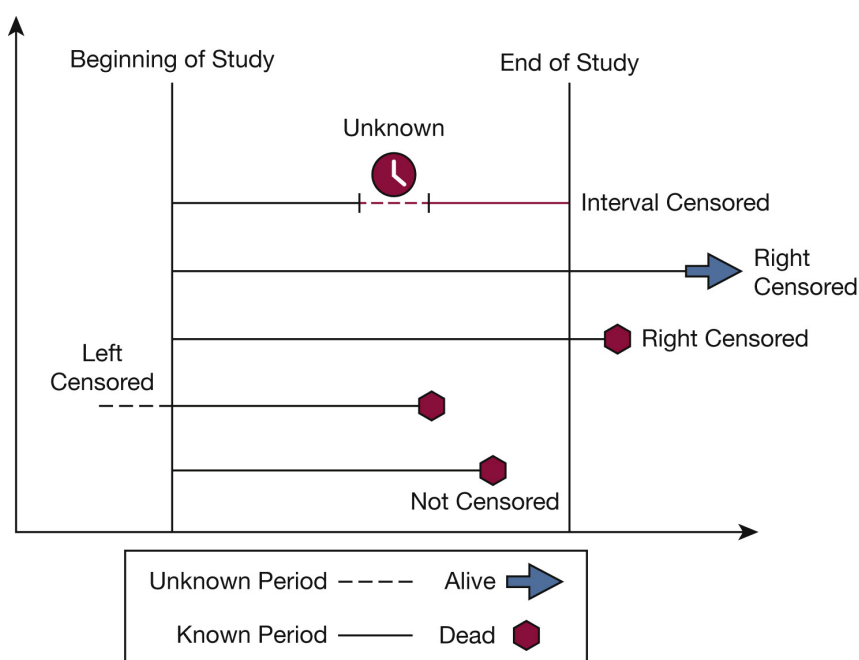 Beginning of Study
End of Study
Unknown
Interval Censored
Right
Censored
Right Censored
Left
Censored
Not Censored
Unknown Period
Alive
Known Period
Dead